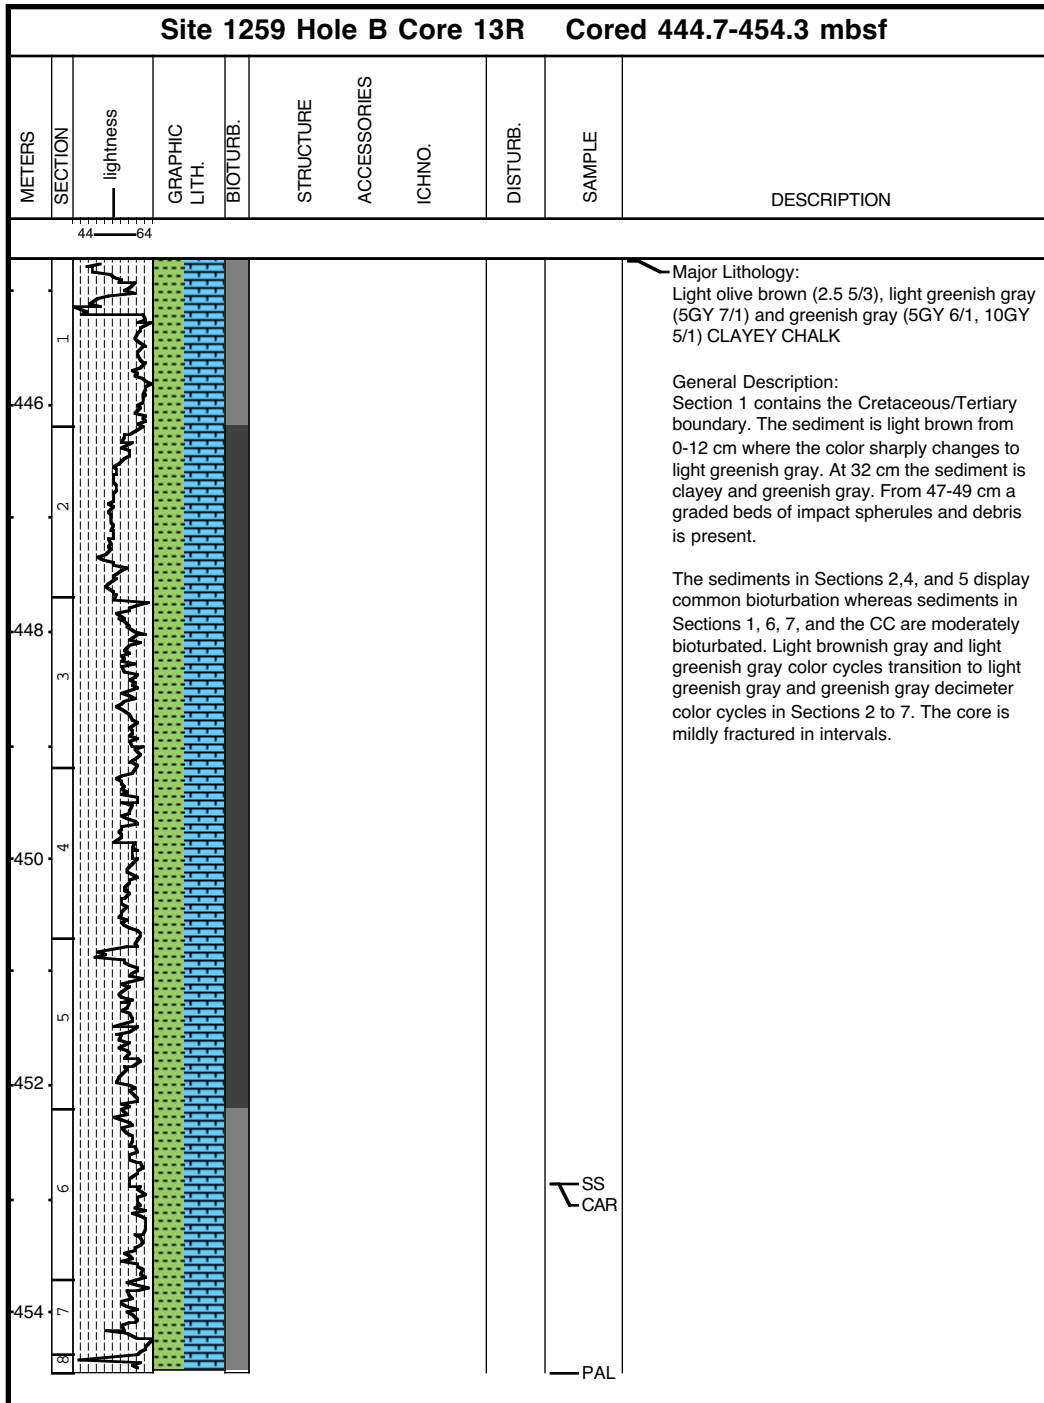 Site 1259 Hole B Core 13R Cored 444.7-454.3 mbsf
METERS
SECTION
lightness
GRAPHIC
LITH.
BIOTURB.
STRUCTURE
ACCESSORIES
ICHNO.
DISTURB.
SAMPLE
DESCRIPTION
44 64
Major Lithology:
Light olive brown (2.5 5/3), light greenish gray
(5GY 7/1) and greenish gray (5GY 6/1, 10GY
5/1) CLAYEY CHALK
General Description:
Section 1 contains the Cretaceous/Tertiary
boundary. The sediment is light brown from
0-12 cm where the color sharply changes to
light greenish gray. At 32 cm the sediment is
clayey and greenish gray. From 47-49 cm a
graded beds of impact spherules and debris
is present.
The sediments in Sections 2,4, and 5 display
common bioturbation whereas sediments in
Sections 1, 6, 7, and the CC are moderately
bioturbated. Light brownish gray and light
greenish gray color cycles transition to light
greenish gray and greenish gray decimeter
color cycles in Sections 2 to 7. The core is
mildly fractured in intervals.
1
446
2
448
3
4
450
5
452
6
SS
CAR
454
7
8
PAL